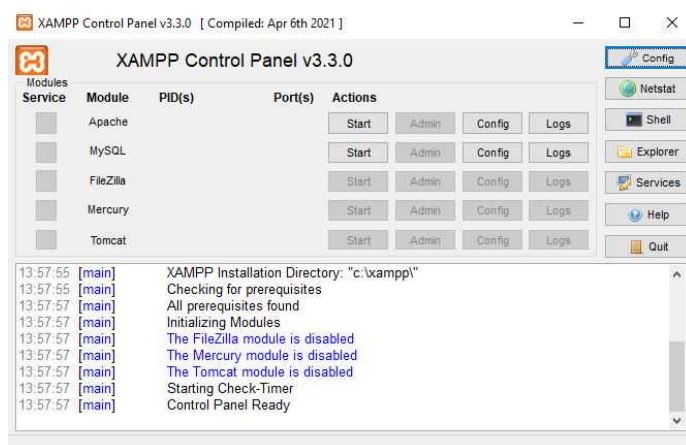 XAMPP Control Panel v3.3.0 [ Compiled: Apr 6th 2021 ]
XAMPP Control Panel v3.3.0
Config
Modules
Service Module PID(s) Port(s) Actions
Netstat
Apache Start Admin Config Logs
Shell
MySQL Start Admin Config Logs
Explorer
FileZilla Start Admin Config Logs
Services
Mercury Start Admin Config Logs
Help
Tomcat Start Admin Config Logs
Quit
13:57:55 [main] XAMPP Installation Directory: "c:\xampp\"
13:57:55 [main] Checking for prerequisites
13:57:57 [main] All prerequisites found
13:57:57 [main] Initializing Modules
13:57:57 [main] The FileZilla module is disabled
13:57:57 [main] The Mercury module is disabled
13:57:57 [main] The Tomcat module is disabled
13:57:57 [main] Starting Check-Timer
13:57:57 [main] Control Panel Ready